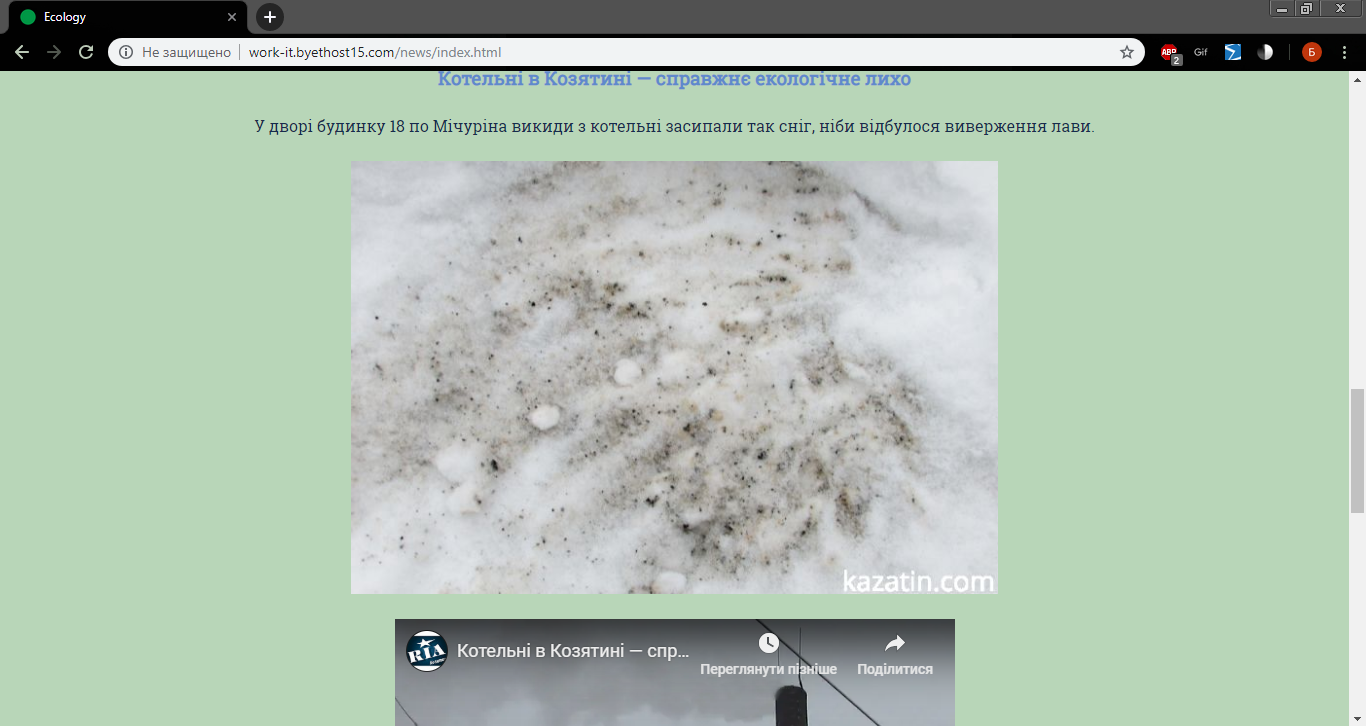 Ecology
Не защищено
work-it.byethost15.com/news/index.html
ABP
2
Gif
Б
Котельні в Козятині — справжнє екологічне лихо
У дворі будинку 18 по Мічуріна викиди з котельні засипали так сніг, ніби відбулося виверження лави.
kazatin.com
RIA
Котельні в Козятині — спр...
Переглянути пізніше
Поділитися